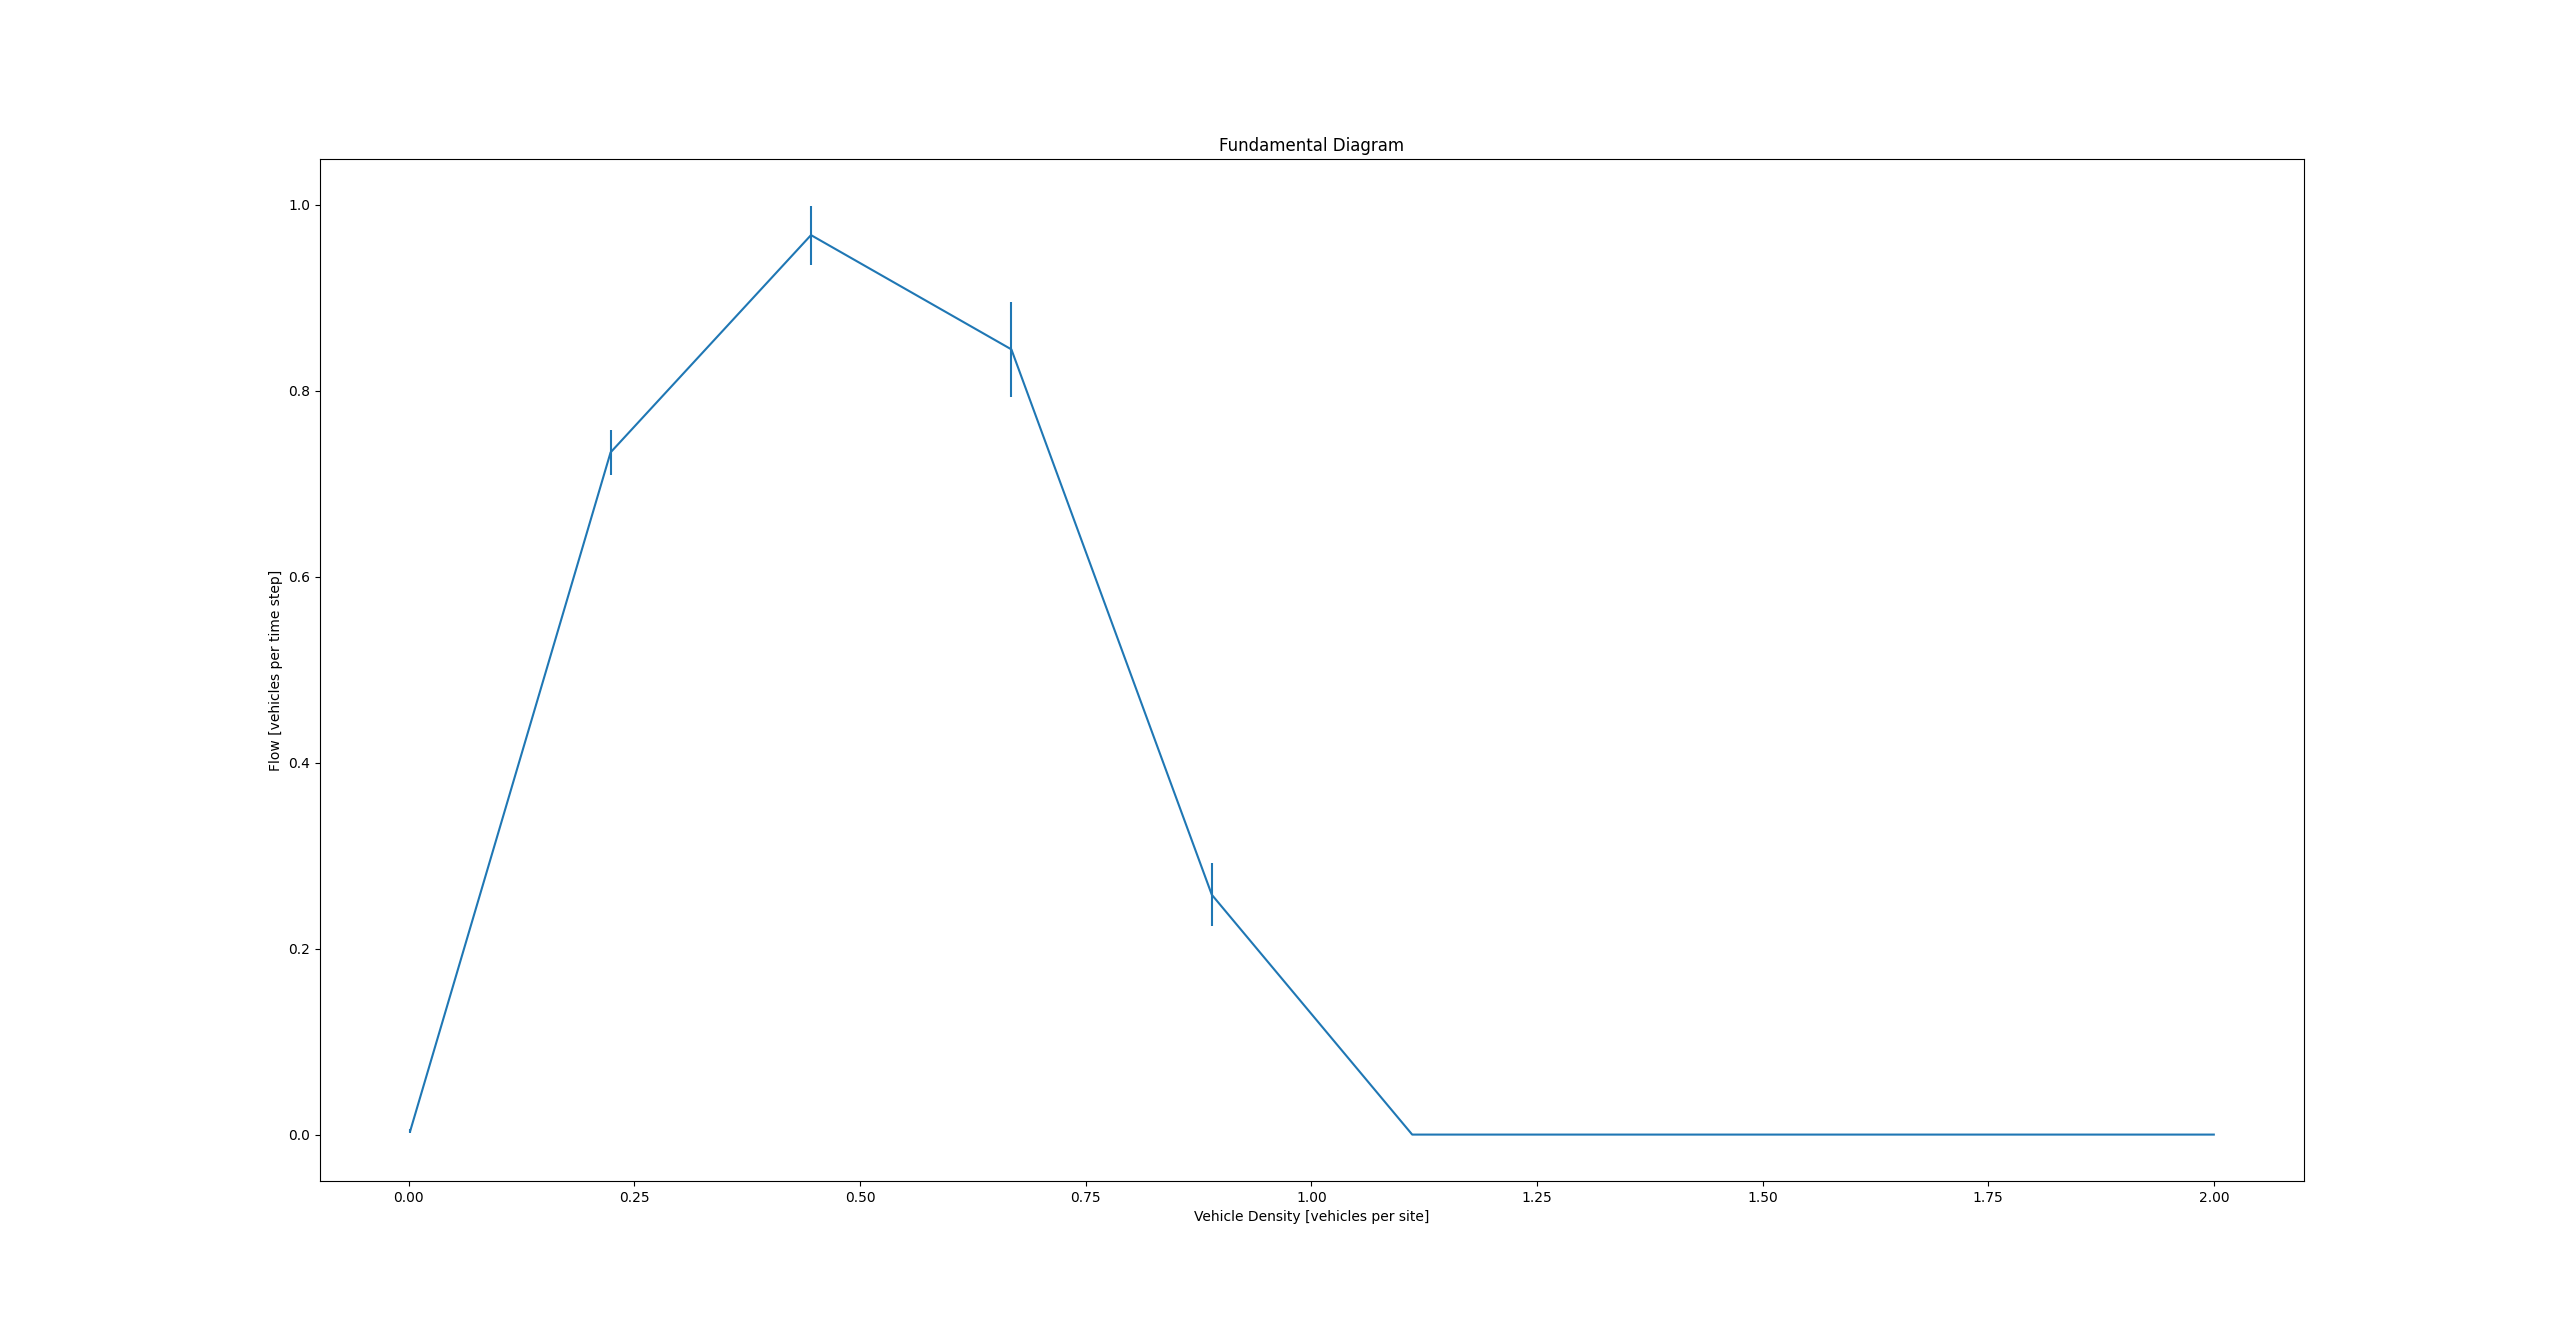 Fundamental Diagram
1.0
0.8
0.6
0.4
0.2
0.0
Flow [vehicles per time step]
0.00 0.25 0.50 0.75 1.00 1.25 1.50 1.75 2.00
Vehicle Density [vehicles per site]